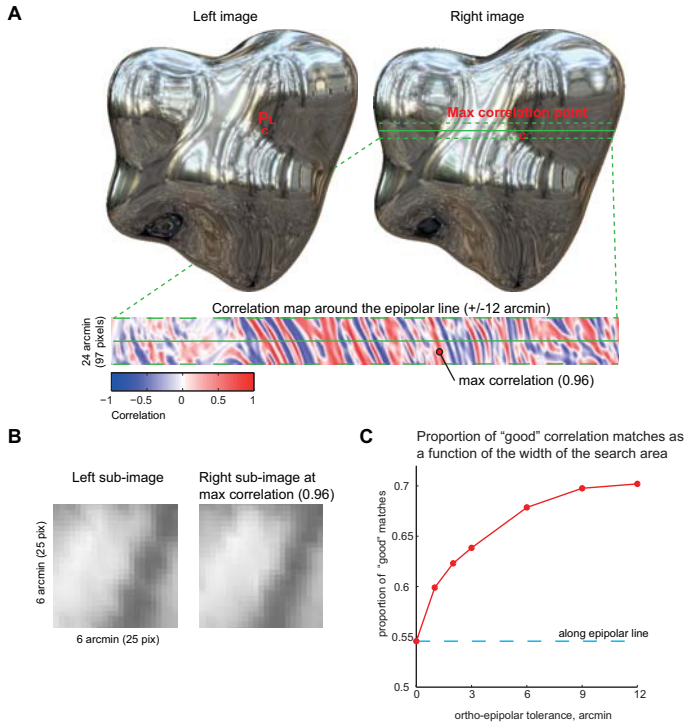 A
Left image
Right image
PL
Max correlation point
Correlation map around the epipolar line (+/-12 arcmin)
24 arcmin
(97 pixels)
max correlation (0.96)
−1
−0.5
0
0.5
1
Correlation
B
Left sub-image
Right sub-image at
max correlation (0.96)
6 arcmin (25 pix)
6 arcmin (25 pix)
C
Proportion of “good” correlation matches as
a function of the width of the search area
proportion of “good” matches
0.7
0.6
0.55
0.5
along epipolar line
0
3
6
9
12
ortho-epipolar tolerance, arcmin
0.65